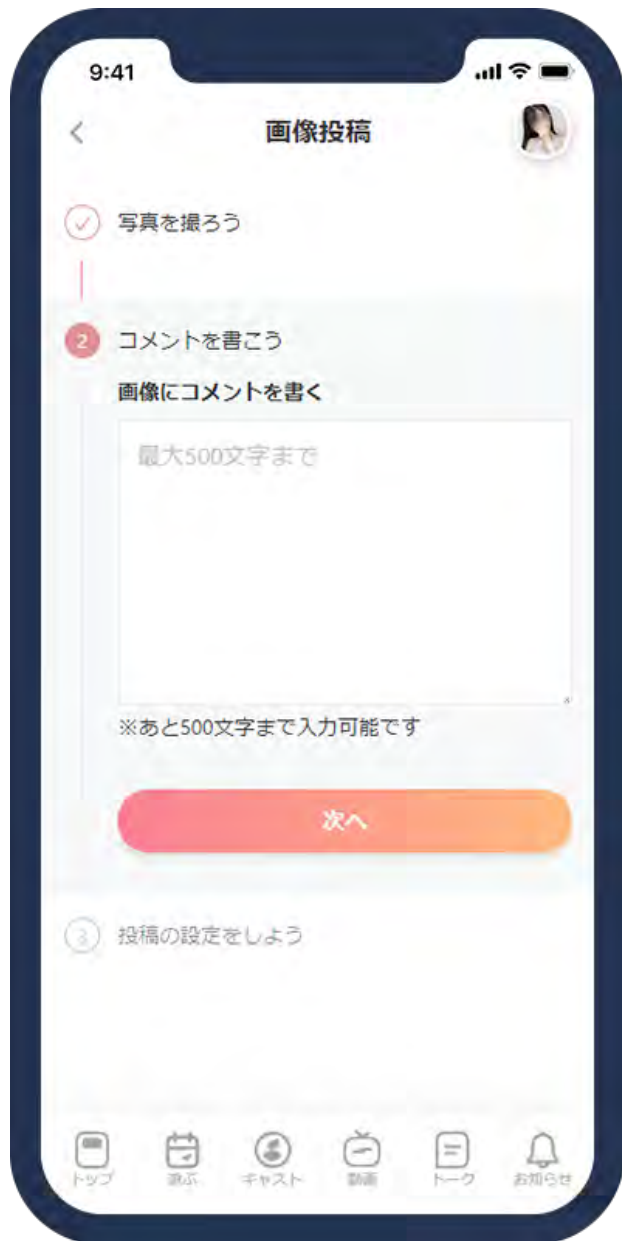 9:41
画像投稿
写真を撮ろう
2
コメントを書こう
画像にコメントを書く
最大500文字まで
※あと500文字まで入力可能です
次へ
3
投稿の設定をしよう
トップ
遊ぶ
キャスト
動画
トーク
お知らせ